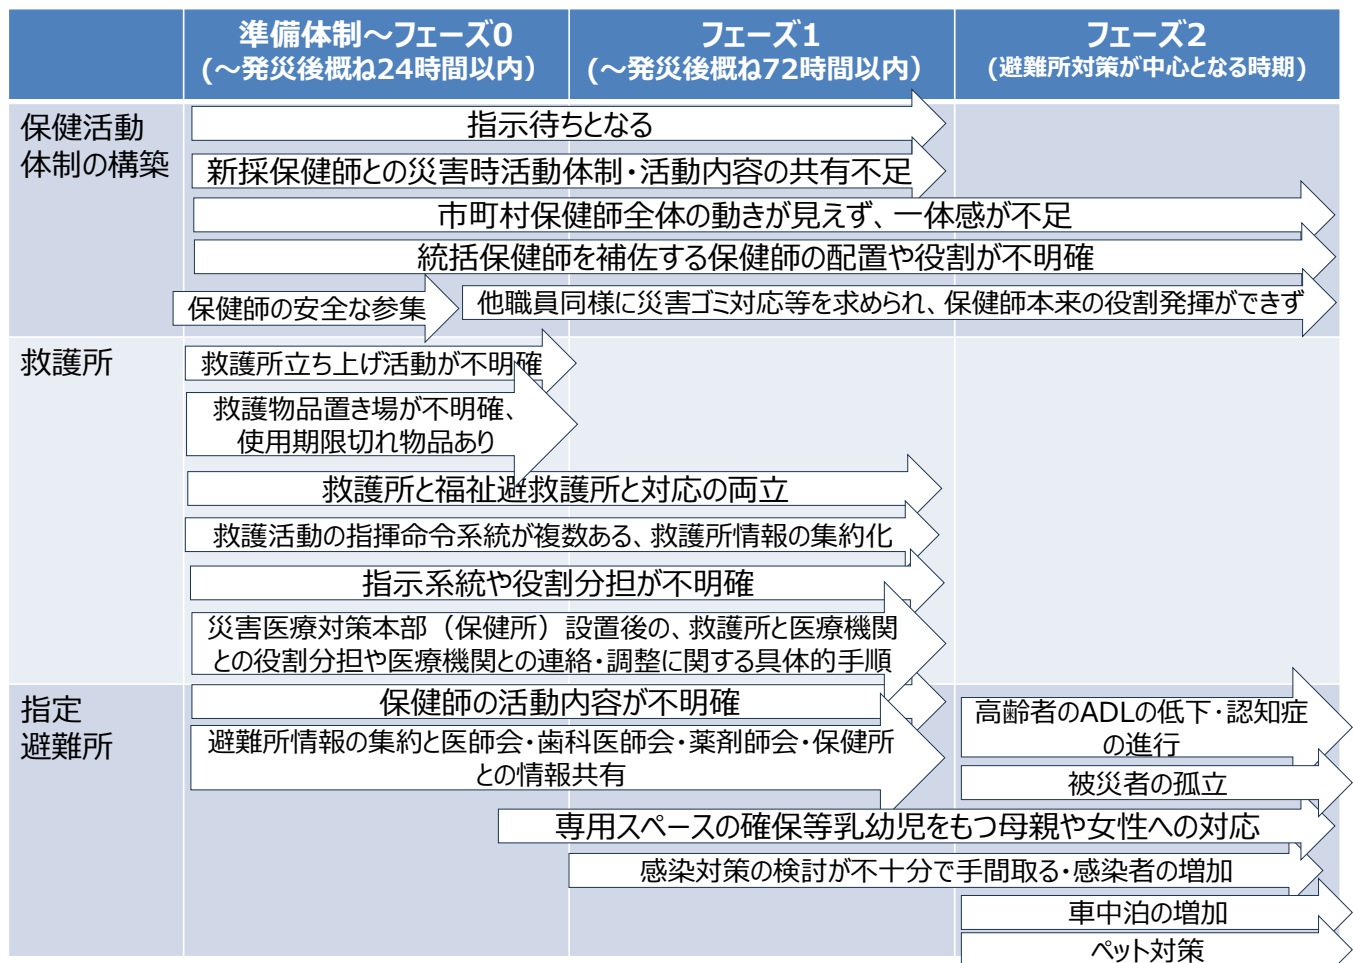 準備体制~フェーズ0
(~発災後概ね24時間以内)
フェーズ1
(~発災後概ね72時間以内)
フェーズ2
(避難所対策が中心となる時期)
保健活動
体制の構築
指示待ちとなる
新採保健師との災害時活動体制・活動内容の共有不足
市町村保健師全体の動きが見えず、一体感が不足
統括保健師を補佐する保健師の配置や役割が不明確
保健師の安全な参集
他職員同様に災害ゴミ対応等を求められ、保健師本来の役割発揮ができず
救護所
救護所立ち上げ活動が不明確
救護物品置き場が不明確、
使用期限切れ物品あり
救護所と福祉避救護所と対応の両立
救護活動の指揮命令系統が複数ある、救護所情報の集約化
指示系統や役割分担が不明確
災害医療対策本部(保健所)設置後の、救護所と医療機関
との役割分担や医療機関との連絡・調整に関する具体的手順
指定
避難所
保健師の活動内容が不明確
避難所情報の集約と医師会・歯科医師会・薬剤師会・保健所
との情報共有
高齢者のADLの低下・認知症
の進行
被災者の孤立
専用スペースの確保等乳幼児をもつ母親や女性への対応
感染対策の検討が不十分で手間取る・感染者の増加
車中泊の増加
ペット対策